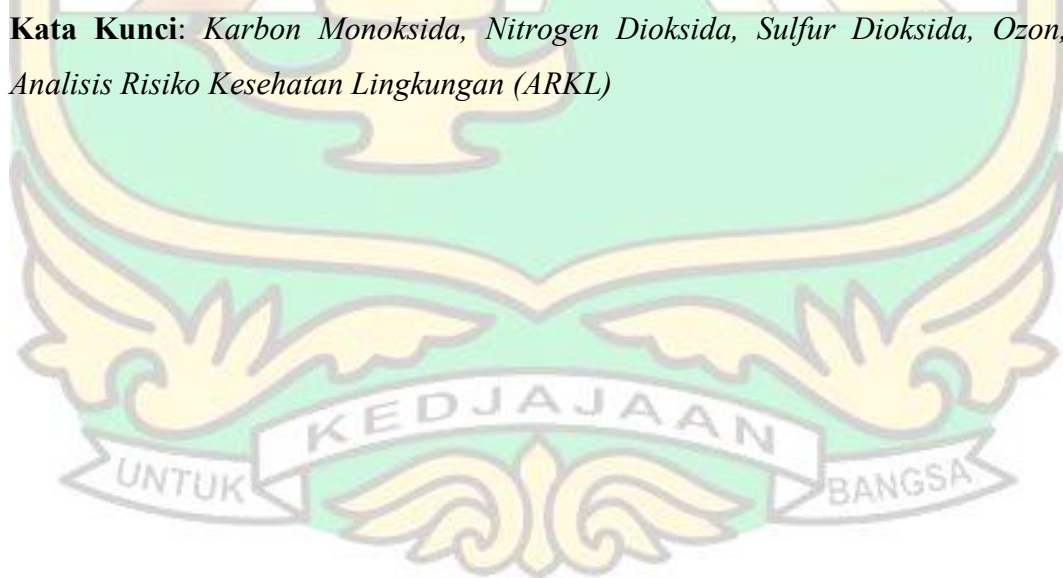 Kata Kunci: Karbon Monoksida, Nitrogen Dioksida, Sulfur Dioksida, Ozon,
Analisis Risiko Kesehatan Lingkungan (ARKL)
UNTUK KEDJAJAAN BANGSA